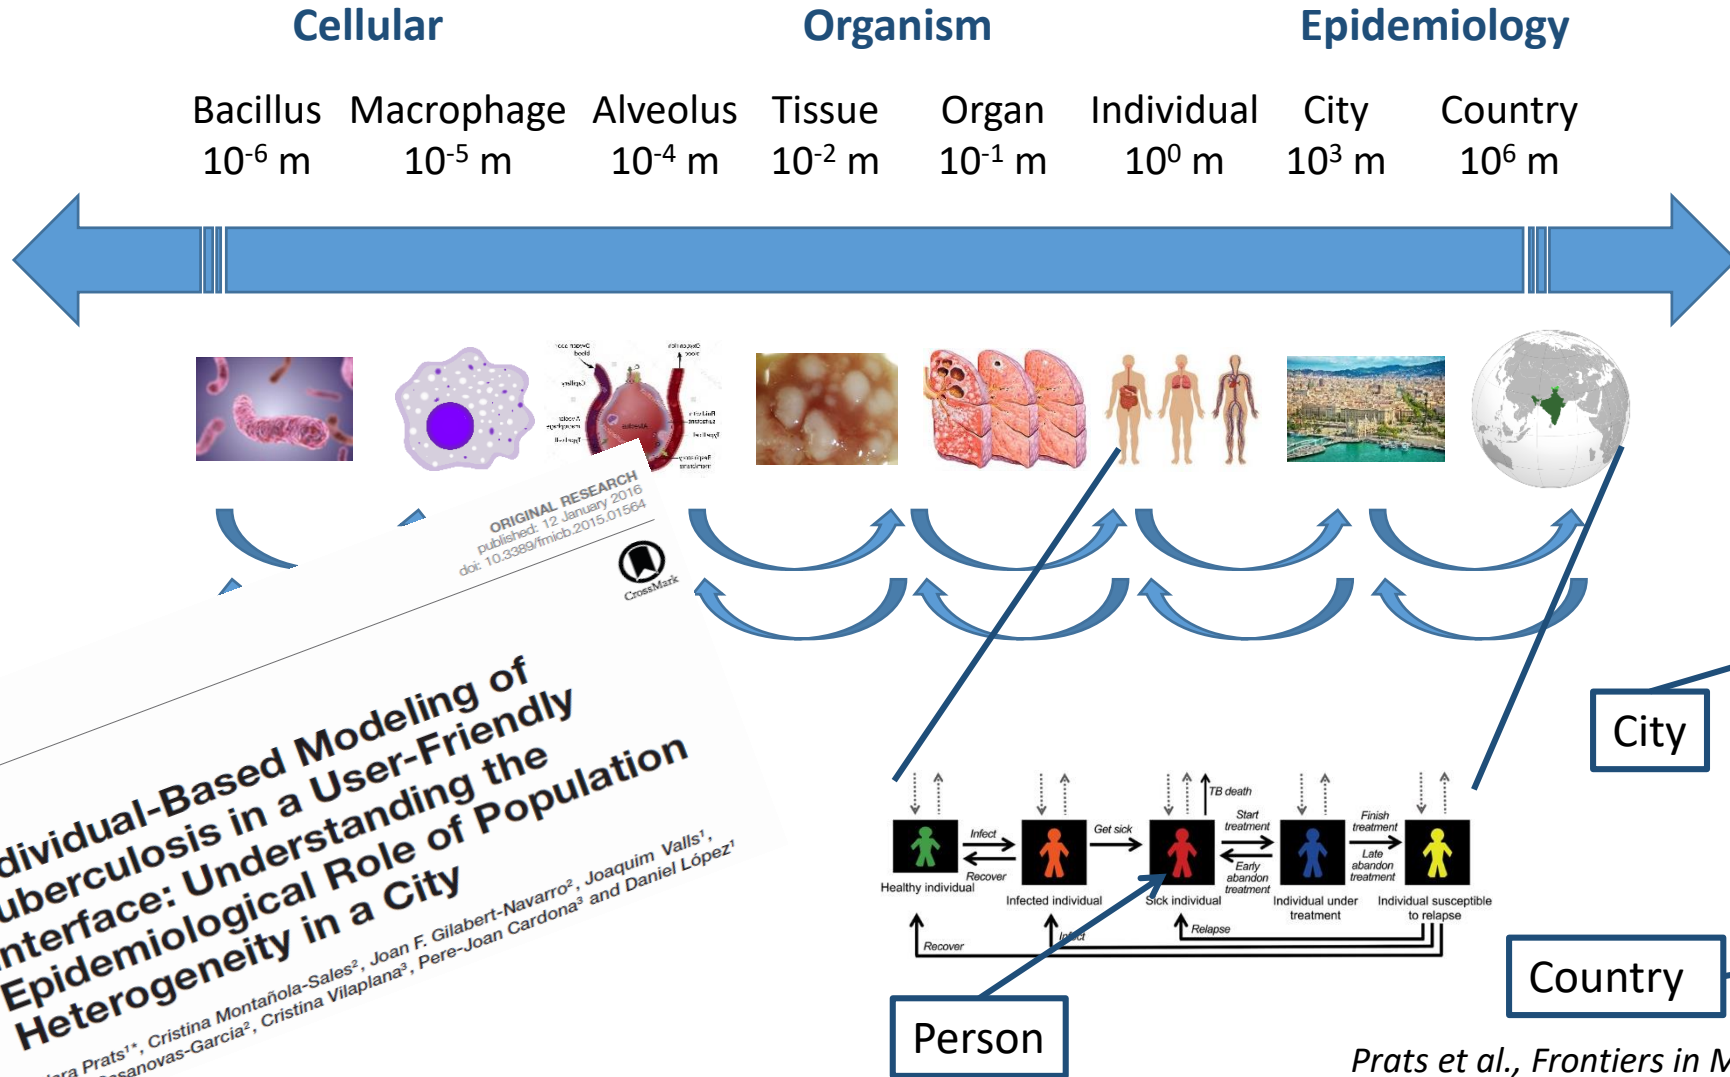 Cellular
Organism
Epidemiology
Bacillus
Macrophage
Alveolus
Tissue
Organ
Individual
City
Country
10⁻⁶ m
10⁻⁵ m
10⁻⁴ m
10⁻² m
10⁻¹ m
10⁰ m
10³ m
10⁶ m
Capillary
Alveolus
ORIGINAL RESEARCH
published: 12 January 2016
doi: 10.3389/fmicb.2015.01564
CrossMark
dividual-Based Modeling of
uberculosis in a User-Friendly
nterface: Understanding the
Epidemiological Role of Population
Heterogeneity in a City
Prats¹*, Cristina Montañola-Sales², Joan F. Gilabert-Navarro², Joaquim Valls¹,
Casanovas-Garcia², Cristina Vilaplana³, Pere-Joan Cardona³ and Daniel López¹
City
TB death
Infect
Recover
Get sick
Start
treatment
Early
abandon
treatment
Finish
treatment
Late
abandon
treatment
Healthy individual
Infected individual
Sick individual
Individual under
treatment
Individual susceptible
to relapse
Relapse
Infect
Recover
Person
Country
Prats et al., Frontiers in M